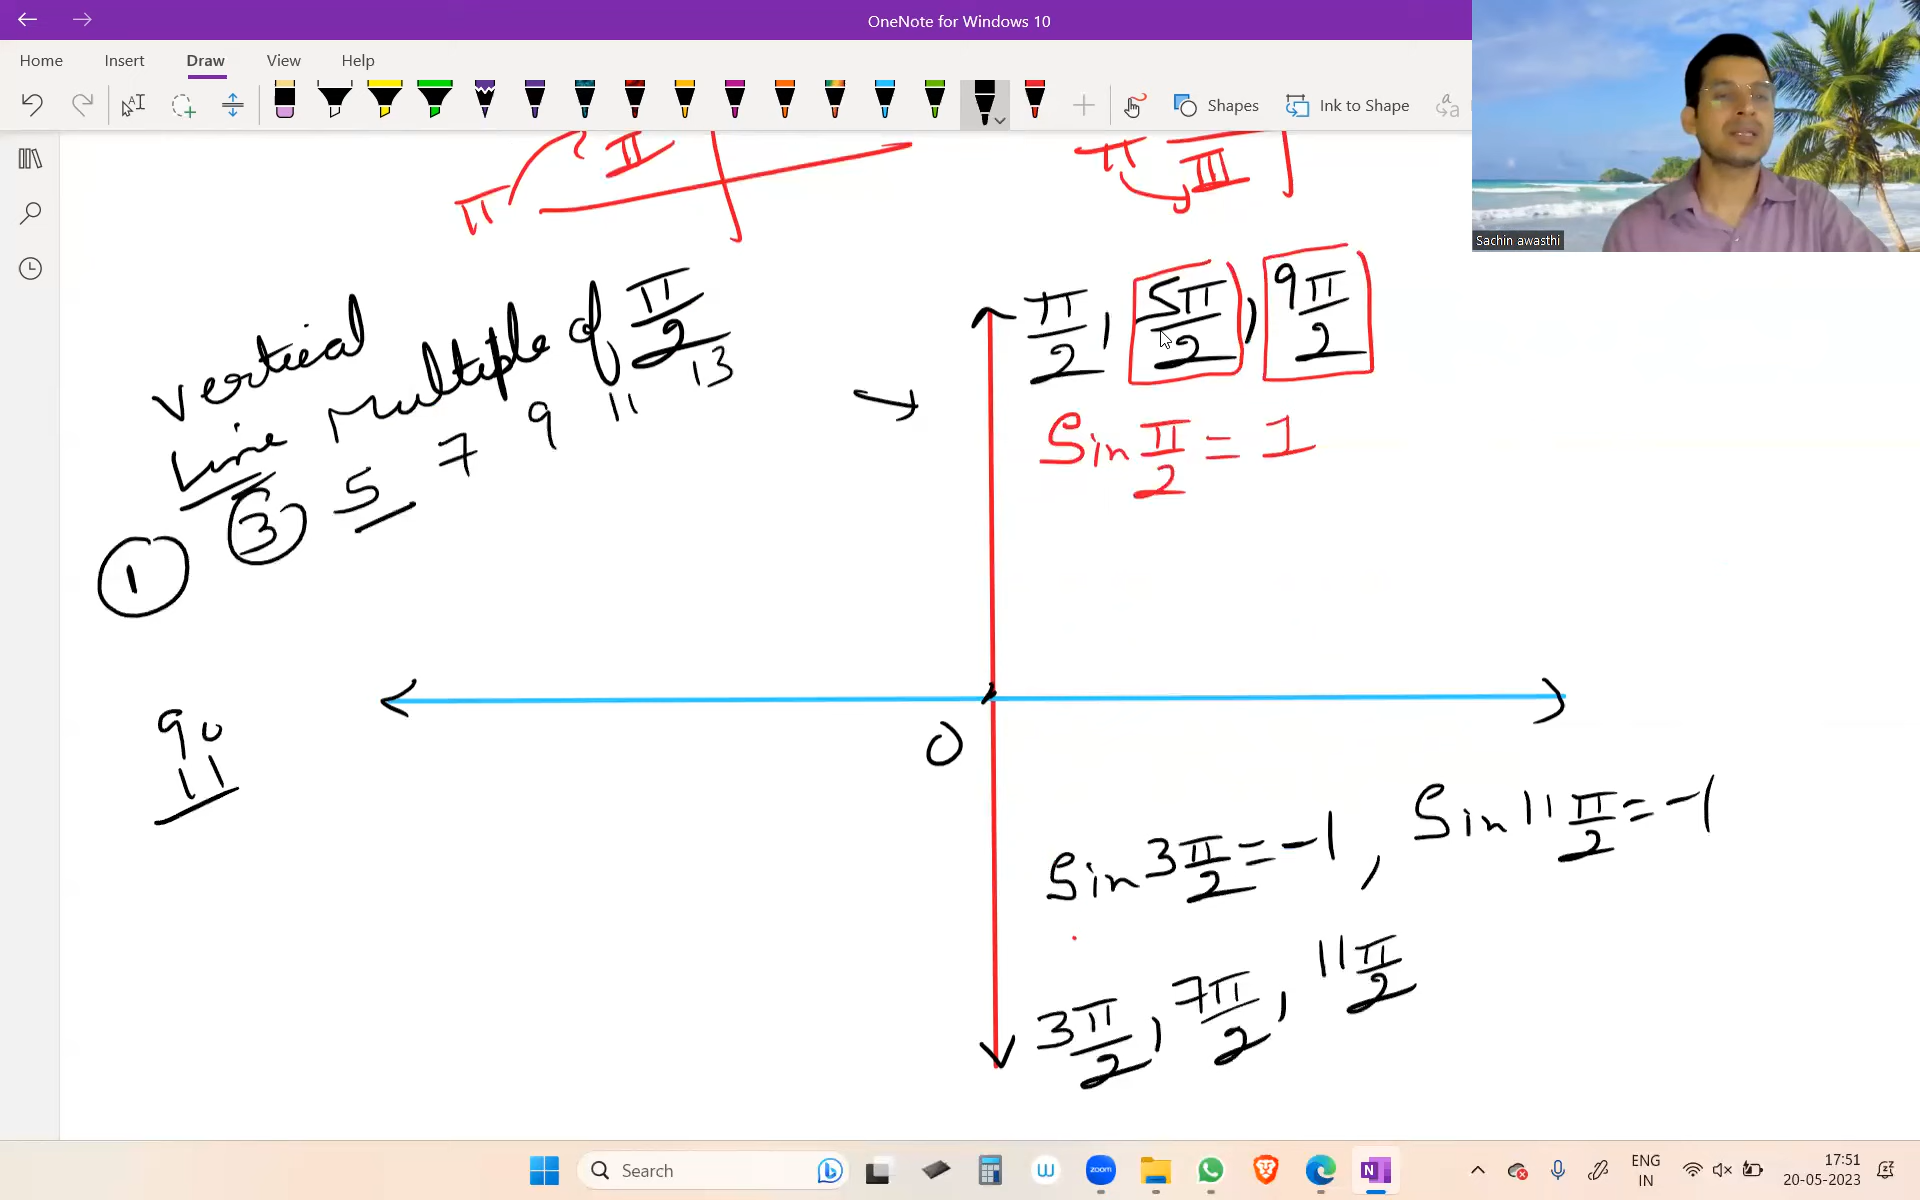 OneNote for Windows 10
Home Insert Draw View Help
Shapes Ink to Shape
Sachin awasthi
II
π
π III
π/2, 5π/2, 9π/2
vertical
Line Multiple of π/2
1 3 5 7 9 11 13
Sin π/2 = 1
90
11
O
Sin 3π/2 = -1, Sin 11π/2 = -1
3π/2, 7π/2, 11π/2
Search
zoom
ENG
IN
17:51
20-05-2023